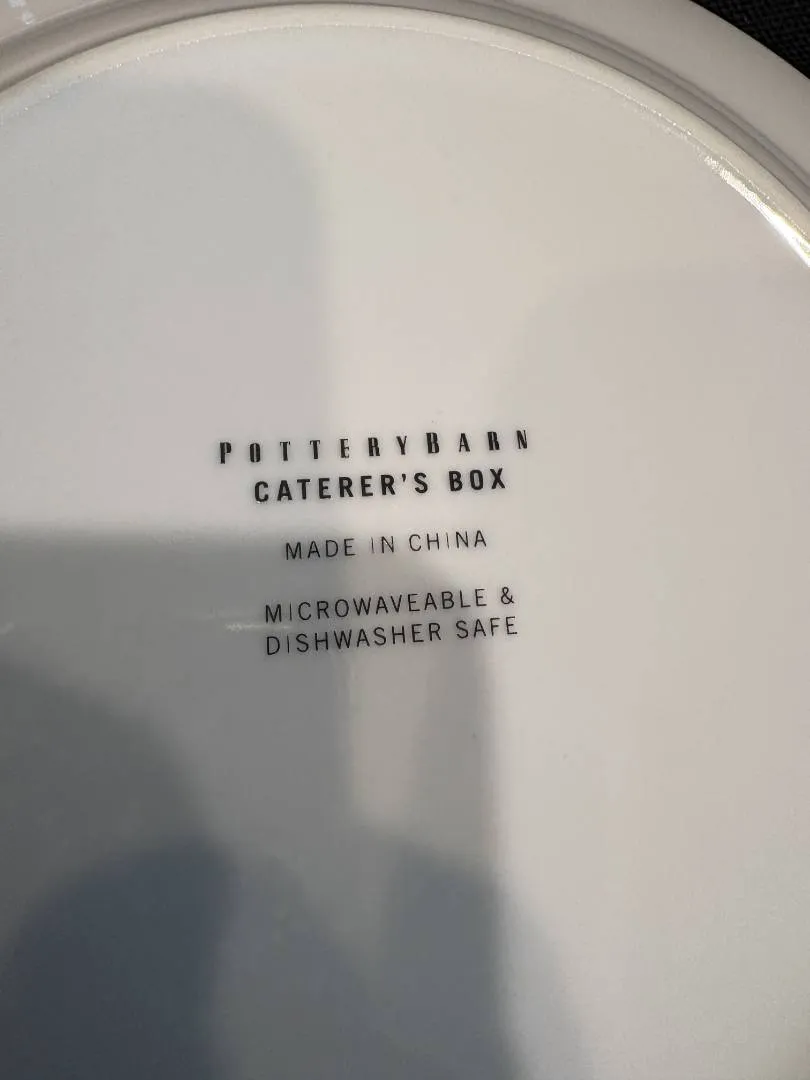 POTTERYBARN
CATERER'S BOX
MADE IN CHINA
MICROWAVEABLE &
DISHWASHER SAFE